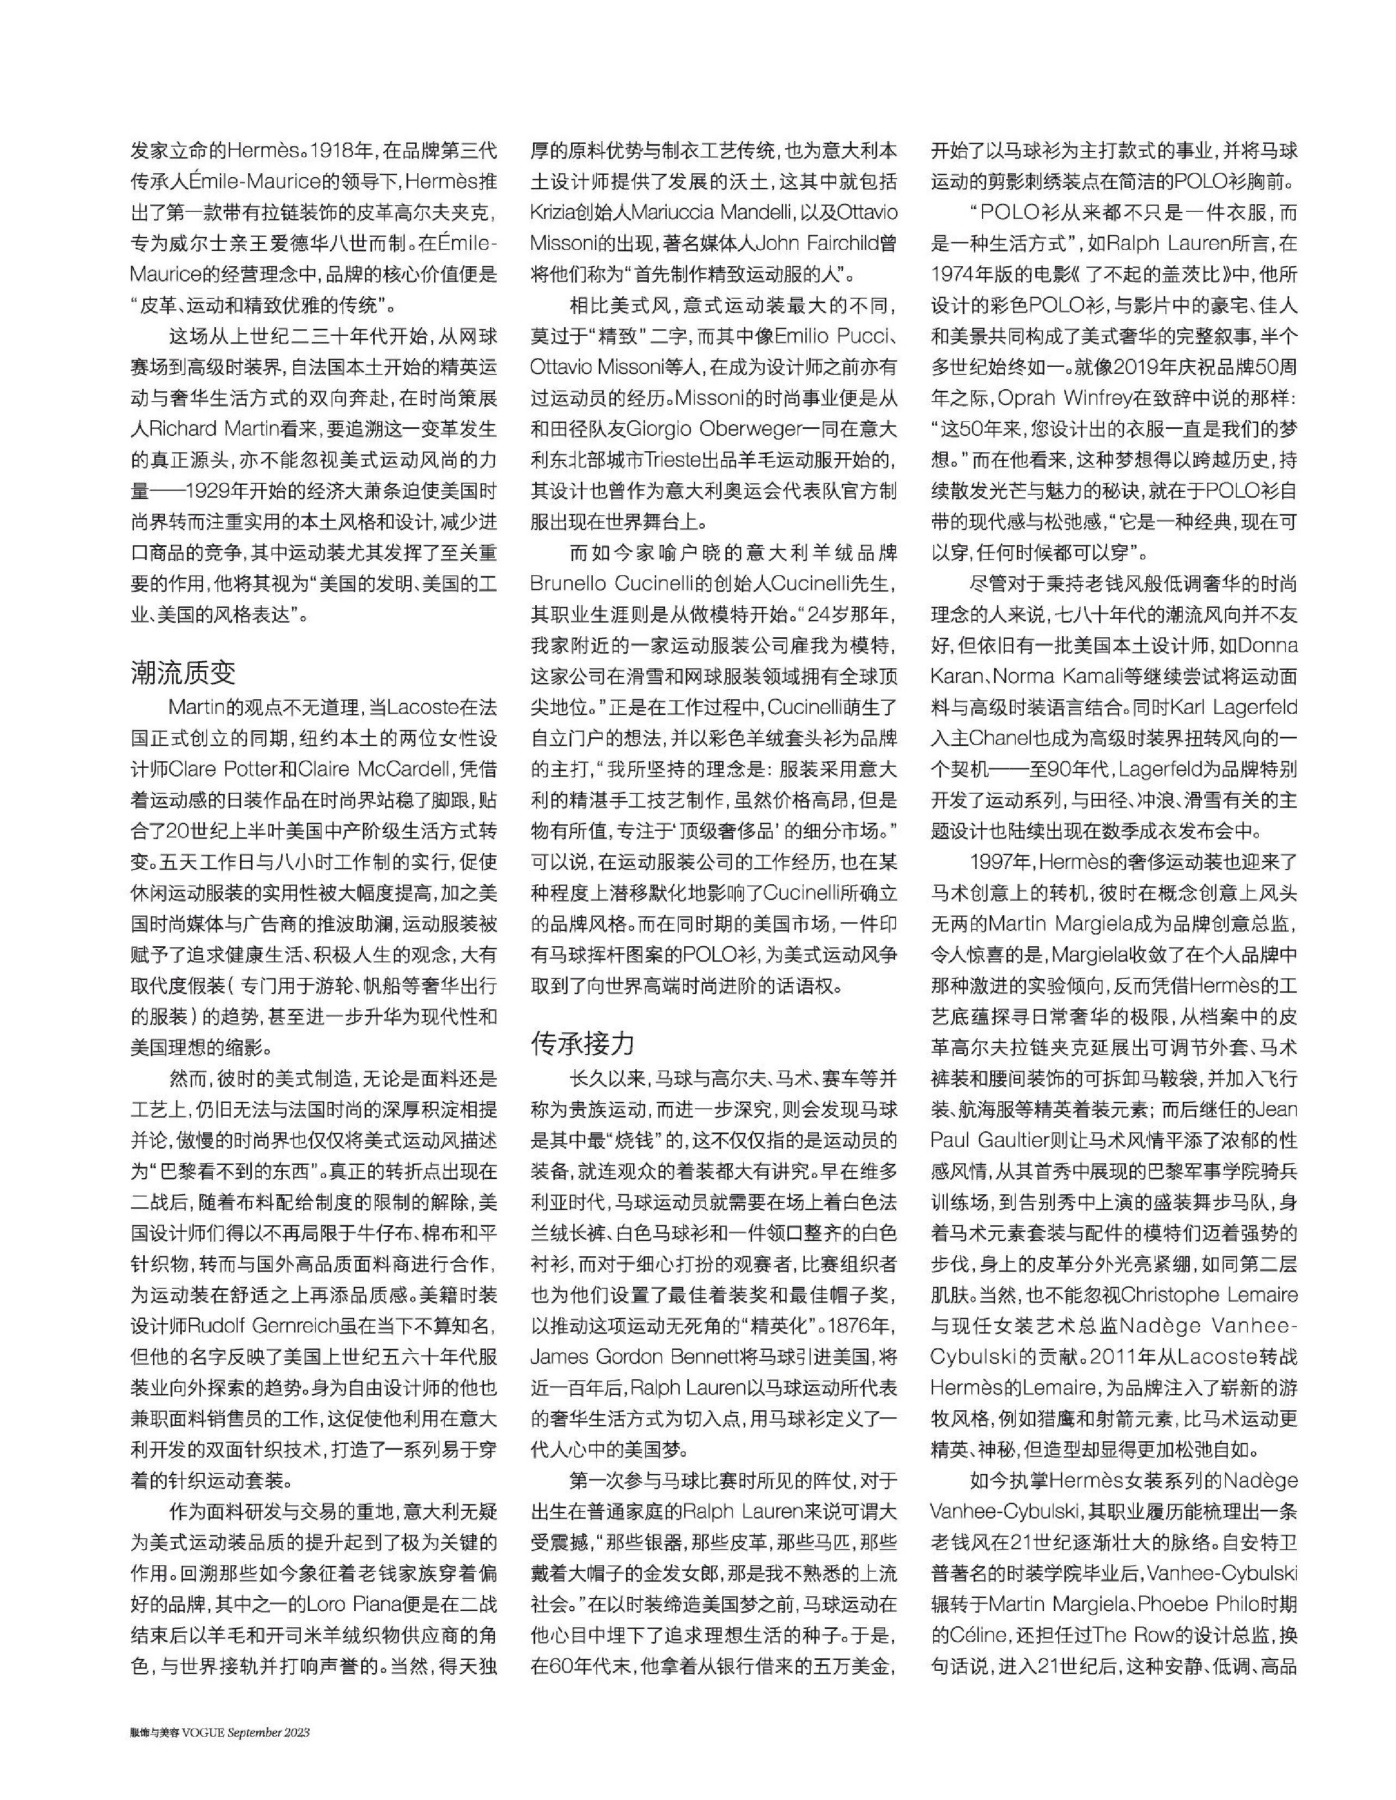 发家立命的Hermès。1918年,在品牌第三代
传承人Émile-Maurice的领导下,Hermès推
出了第一款带有拉链装饰的皮革高尔夫夹克,
专为威尔士亲王爱德华八世而制。在Émile-
Maurice的经营理念中,品牌的核心价值便是
“皮革、运动和精致优雅的传统”。
这场从上世纪二三十年代开始,从网球
赛场到高级时装界,自法国本土开始的精英运
动与奢华生活方式的双向奔赴,在时尚策展
人Richard Martin看来,要追溯这一变革发生
的真正源头,亦不能忽视美式运动风尚的力
量——1929年开始的经济大萧条迫使美国时
尚界转而注重实用的本土风格和设计,减少进
口商品的竞争,其中运动装尤其发挥了至关重
要的作用,他将其视为“美国的发明、美国的工
业、美国的风格表达”。
潮流质变
Martin的观点不无道理,当Lacoste在法
国正式创立的同期,纽约本土的两位女性设
计师Clare Potter和Claire McCardell,凭借
着运动感的日装作品在时尚界站稳了脚跟,贴
合了20世纪上半叶美国中产阶级生活方式转
变。五天工作日与八小时工作制的实行,促使
休闲运动服装的实用性被大幅度提高,加之美
国时尚媒体与广告商的推波助澜,运动服装被
赋予了追求健康生活、积极人生的观念,大有
取代度假装(专门用于游轮、帆船等奢华出行
的服装)的趋势,甚至进一步升华为现代性和
美国理想的缩影。
然而,彼时的美式制造,无论是面料还是
工艺上,仍旧无法与法国时尚的深厚积淀相提
并论,傲慢的时尚界也仅仅将美式运动风描述
为“巴黎看不到的东西”。真正的转折点出现在
二战后,随着布料配给制度的限制的解除,美
国设计师们得以不再局限于牛仔布、棉布和平
针织物,转而与国外高品质面料商进行合作,
为运动装在舒适之上再添品质感。美籍时装
设计师Rudolf Gernreich虽在当下不算知名,
但他的名字反映了美国上世纪五六十年代服
装业向外探索的趋势。身为自由设计师的他也
兼职面料销售员的工作,这促使他利用在意大
利开发的双面针织技术,打造了一系列易于穿
着的针织运动套装。
作为面料研发与交易的重地,意大利无疑
为美式运动装品质的提升起到了极为关键的
作用。回溯那些如今象征着老钱家族穿着偏
好的品牌,其中之一的Loro Piana便是在二战
结束后以羊毛和开司米羊绒织物供应商的角
色,与世界接轨并打响声誉的。当然,得天独
厚的原料优势与制衣工艺传统,也为意大利本
土设计师提供了发展的沃土,这其中就包括
Krizia创始人Mariuccia Mandelli,以及Ottavio
Missoni的出现,著名媒体人John Fairchild曾
将他们称为“首先制作精致运动服的人”。
相比美式风,意式运动装最大的不同,
莫过于“精致”二字,而其中像Emilio Pucci、
Ottavio Missoni等人,在成为设计师之前亦有
过运动员的经历。Missoni的时尚事业便是从
和田径队友Giorgio Oberweger一同在意大
利东北部城市Trieste出品羊毛运动服开始的,
其设计也曾作为意大利奥运会代表队官方制
服出现在世界舞台上。
而如今家喻户晓的意大利羊绒品牌
Brunello Cucinelli的创始人Cucinelli先生,
其职业生涯则是从做模特开始。“24岁那年,
我家附近的一家运动服装公司雇我为模特,
这家公司在滑雪和网球服装领域拥有全球顶
尖地位。”正是在工作过程中,Cucinelli萌生了
自立门户的想法,并以彩色羊绒套头衫为品牌
的主打,“我所坚持的理念是:服装采用意大
利的精湛手工技艺制作,虽然价格高昂,但是
物有所值,专注于‘顶级奢侈品’的细分市场。”
可以说,在运动服装公司的工作经历,也在某
种程度上潜移默化地影响了Cucinelli所确立
的品牌风格。而在同时期的美国市场,一件印
有马球挥杆图案的POLO衫,为美式运动风争
取到了向世界高端时尚进阶的话语权。
传承接力
长久以来,马球与高尔夫、马术、赛车等并
称为贵族运动,而进一步深究,则会发现马球
是其中最“烧钱”的,这不仅仅指的是运动员的
装备,就连观众的着装都大有讲究。早在维多
利亚时代,马球运动员就需要在场上着白色法
兰绒长裤、白色马球衫和一件领口整齐的白色
衬衫,而对于细心打扮的观赛者,比赛组织者
也为他们设置了最佳着装奖和最佳帽子奖,
以推动这项运动无死角的“精英化”。1876年,
James Gordon Bennett将马球引进美国,将
近一百年后,Ralph Lauren以马球运动所代表
的奢华生活方式为切入点,用马球衫定义了一
代人心中的美国梦。
第一次参与马球比赛时所见的阵仗,对于
出生在普通家庭的Ralph Lauren来说可谓大
受震撼,“那些银器,那些皮革,那些马匹,那些
戴着大帽子的金发女郎,那是我不熟悉的上流
社会。”在以时装缔造美国梦之前,马球运动在
他心目中埋下了追求理想生活的种子。于是,
在60年代末,他拿着从银行借来的五万美金,
开始了以马球衫为主打款式的事业,并将马球
运动的剪影刺绣装点在简洁的POLO衫胸前。
“POLO衫从来都不只是一件衣服,而
是一种生活方式”,如Ralph Lauren所言,在
1974年版的电影《了不起的盖茨比》中,他所
设计的彩色POLO衫,与影片中的豪宅、佳人
和美景共同构成了美式奢华的完整叙事,半个
多世纪始终如一。就像2019年庆祝品牌50周
年之际,Oprah Winfrey在致辞中说的那样:
“这50年来,您设计出的衣服一直是我们的梦
想。”而在他看来,这种梦想得以跨越历史,持
续散发光芒与魅力的秘诀,就在于POLO衫自
带的现代感与松弛感,“它是一种经典,现在可
以穿,任何时候都可以穿”。
尽管对于秉持老钱风般低调奢华的时尚
理念的人来说,七八十年代的潮流风向并不友
好,但依旧有一批美国本土设计师,如Donna
Karan、Norma Kamali等继续尝试将运动面
料与高级时装语言结合。同时Karl Lagerfeld
入主Chanel也成为高级时装界扭转风向的一
个契机——至90年代,Lagerfeld为品牌特别
开发了运动系列,与田径、冲浪、滑雪有关的主
题设计也陆续出现在数季成衣发布会中。
1997年,Hermès的奢侈运动装也迎来了
马术创意上的转机,彼时在概念创意上风头
无两的Martin Margiela成为品牌创意总监,
令人惊喜的是,Margiela收敛了在个人品牌中
那种激进的实验倾向,反而凭借Hermès的工
艺底蕴探寻日常奢华的极限,从档案中的皮
革高尔夫拉链夹克延展出可调节外套、马术
裤装和腰间装饰的可拆卸马鞍袋,并加入飞行
装、航海服等精英着装元素;而后继任的Jean
Paul Gaultier则让马术风情平添了浓郁的性
感风情,从其首秀中展现的巴黎军事学院骑兵
训练场,到告别秀中上演的盛装舞步马队,身
着马术元素套装与配件的模特们迈着强势的
步伐,身上的皮革分外光亮紧绷,如同第二层
肌肤。当然,也不能忽视Christophe Lemaire
与现任女装艺术总监Nadège Vanhee-
Cybulski的贡献。2011年从Lacoste转战
Hermès的Lemaire,为品牌注入了崭新的游
牧风格,例如猎鹰和射箭元素,比马术运动更
精英、神秘,但造型却显得更加松弛自如。
如今执掌Hermès女装系列的Nadège
Vanhee-Cybulski,其职业履历能梳理出一条
老钱风在21世纪逐渐壮大的脉络。自安特卫
普著名的时装学院毕业后,Vanhee-Cybulski
辗转于Martin Margiela、Phoebe Philo时期
的Céline,还担任过The Row的设计总监,换
句话说,进入21世纪后,这种安静、低调、高品
服饰与美容 VOGUE September 2023